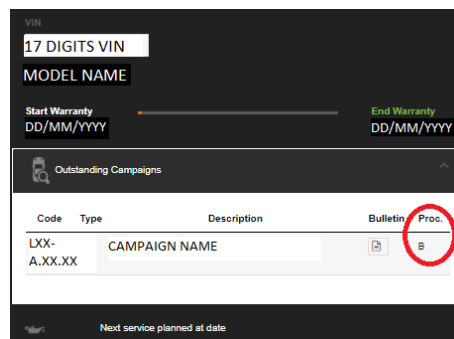 VIN
17 DIGITS VIN
MODEL NAME
Start Warranty End Warranty
DD/MM/YYYY DD/MM/YYYY
Outstanding Campaigns
Code Type Description Bulletin Proc.
LXX- CAMPAIGN NAME B
A.XX.XX
Next service planned at date